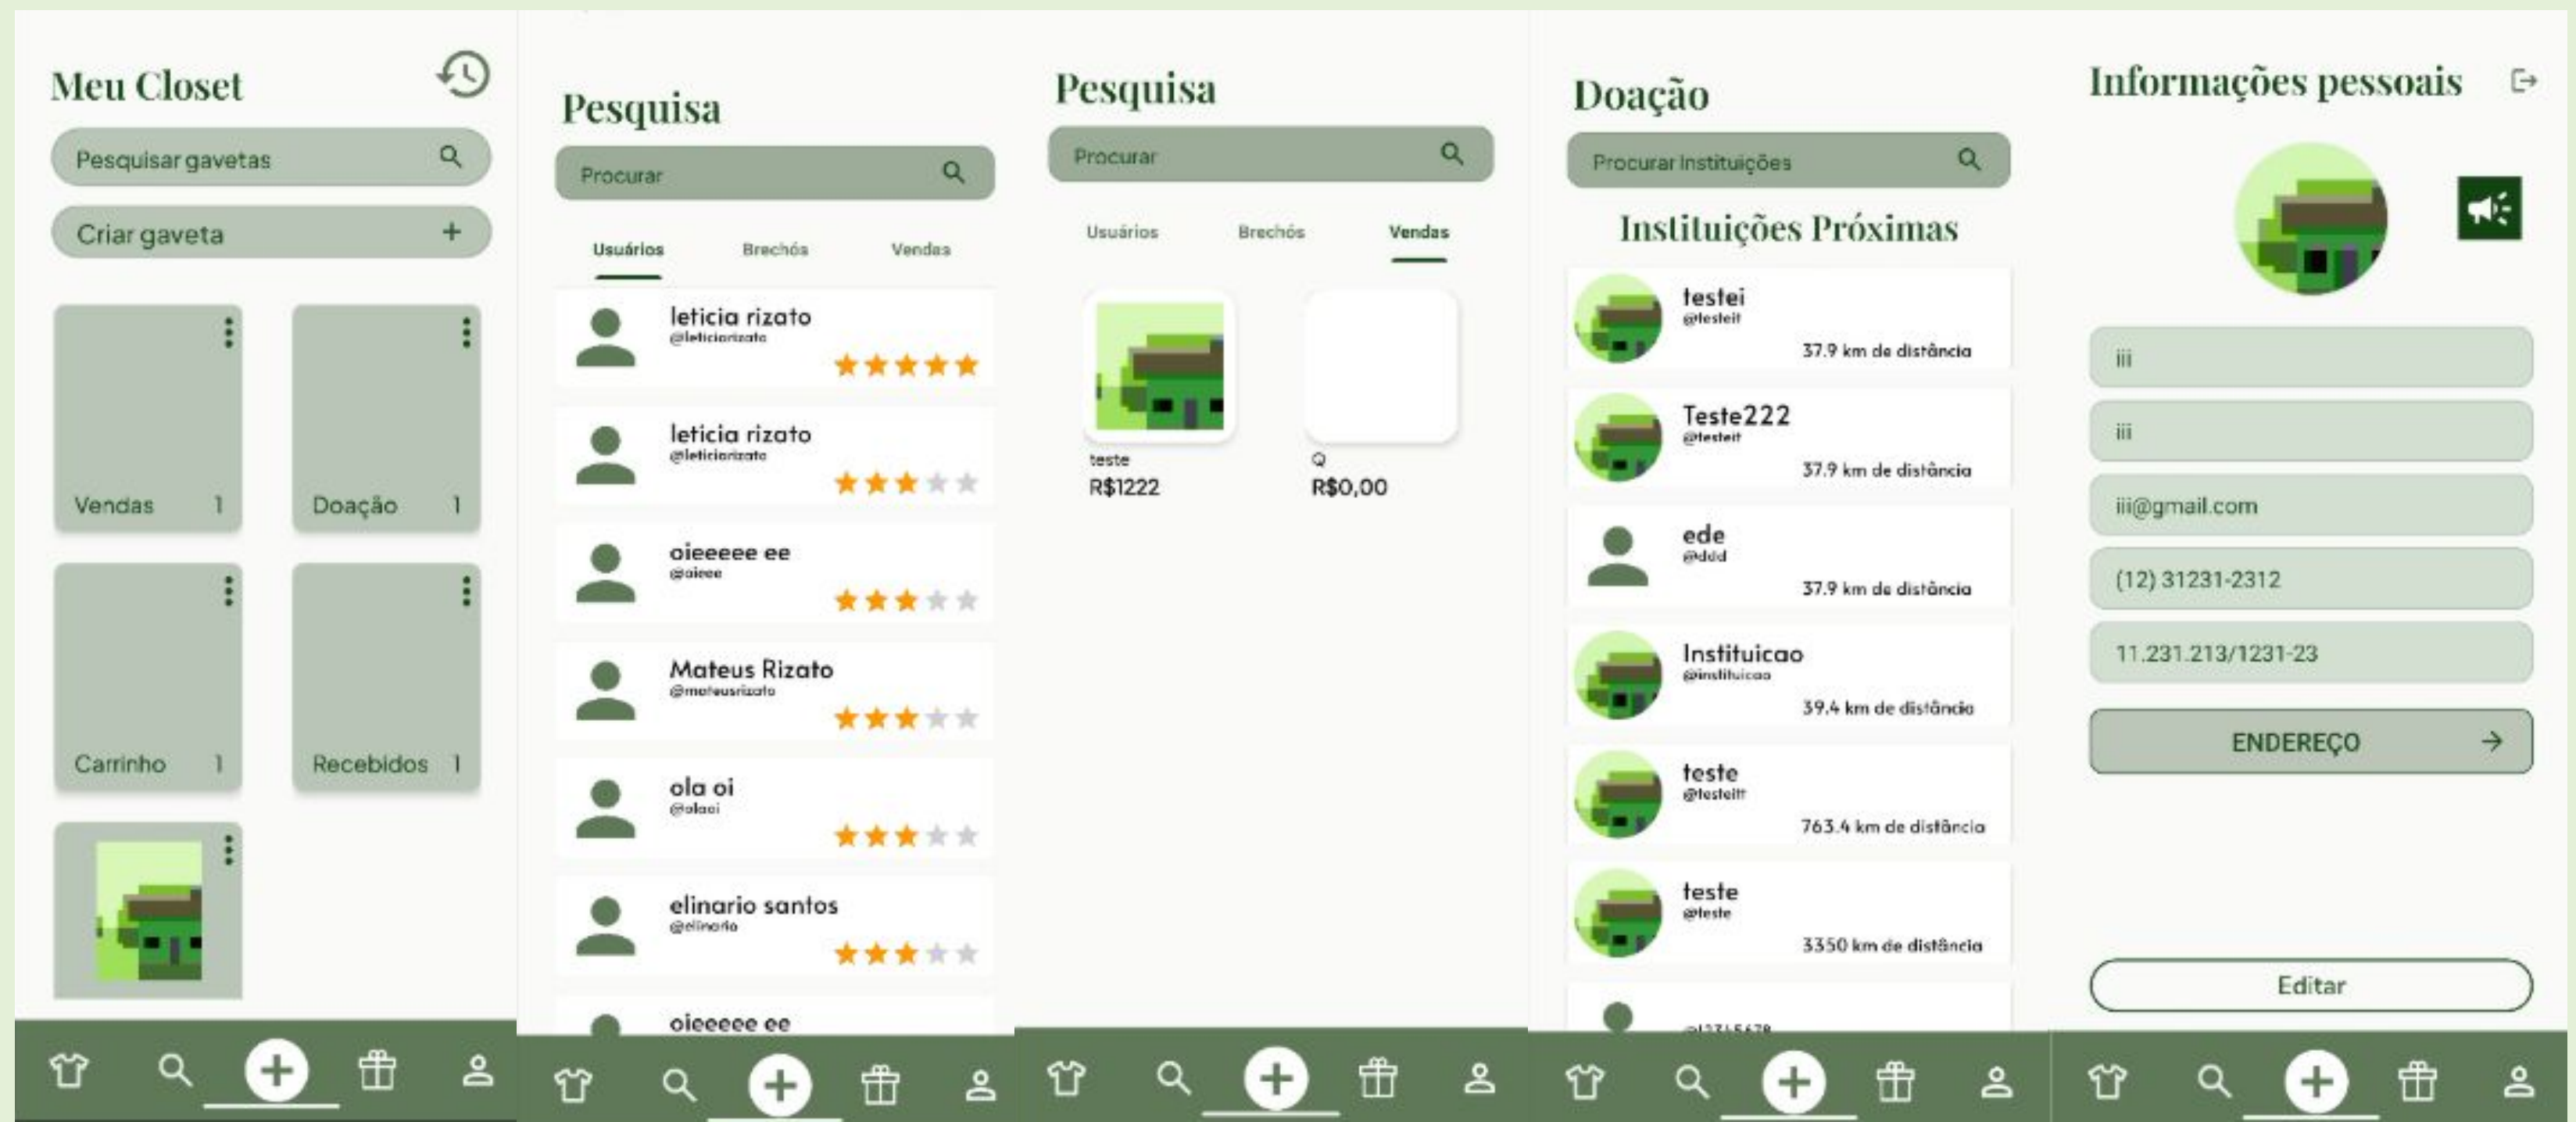 Meu Closet
Pesquisar gavetas
Criar gaveta +
Vendas 1
Doação 1
Carrinho 1
Recebidos 1
Pesquisa
Procurar
Usuários Brechós Vendas
leticia rizato
@leticiarizato
leticia rizato
@leticiarizato
oieeeee ee
@oieee
Mateus Rizato
@mateusrizato
ola oi
@olaoi
elinario santos
@elinario
oieeeee ee
Pesquisa
Procurar
Usuários Brechós Vendas
teste
R$1222
Q
R$0,00
Doação
Procurar Instituições
Instituições Próximas
testei
@testeit
37.9 km de distância
Teste222
@testeit
37.9 km de distância
ede
@ddd
37.9 km de distância
Instituicao
@instituicao
39.4 km de distância
teste
@testeitt
763.4 km de distância
teste
@teste
3350 km de distância
Informações pessoais
iii
iii
iii@gmail.com
(12) 31231-2312
11.231.213/1231-23
ENDEREÇO
Editar